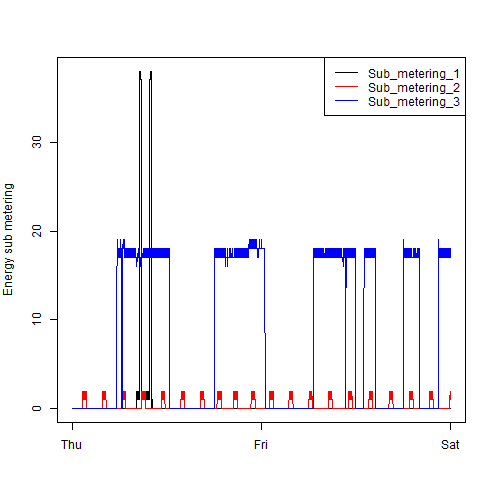 Sub_metering_1
Sub_metering_2
Sub_metering_3
Energy sub metering
30
20
10
0
Thu Fri Sat